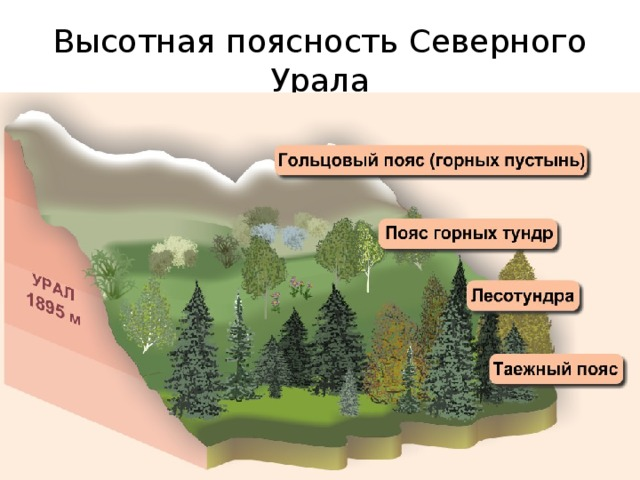 Высотная поясность Северного
Урала
Гольцовый пояс (горных пустынь)
Пояс горных тундр
УРАЛ
1895 м
Лесотундра
Таежный пояс